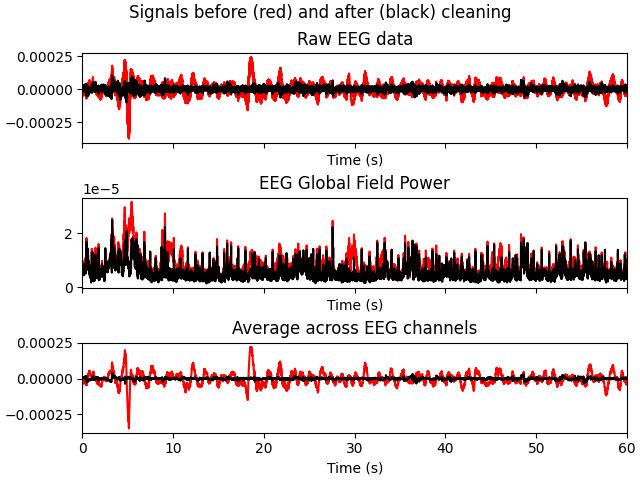 Signals before (red) and after (black) cleaning
Raw EEG data
0.00025
0.00000
−0.00025
Time (s)
EEG Global Field Power
1e−5
2
0
Time (s)
Average across EEG channels
0.00025
0.00000
−0.00025
0 10 20 30 40 50 60
Time (s)